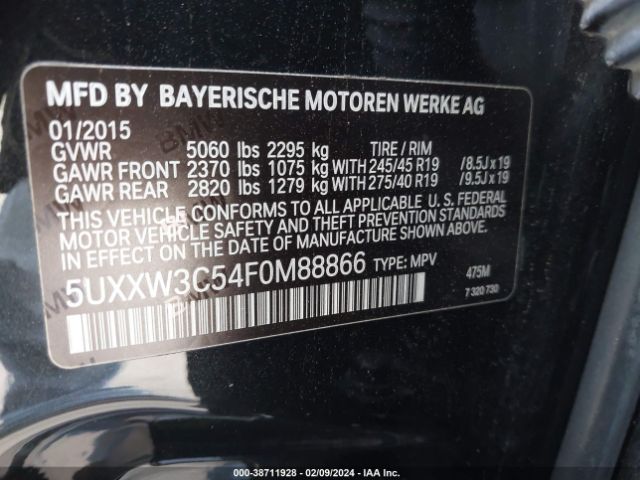 MFD BY BAYERISCHE MOTOREN WERKE AG
01/2015
GVWR 5060 lbs 2295 kg TIRE / RIM
GAWR FRONT 2370 lbs 1075 kg WITH 245/45 R19 /8.5J x 19
GAWR REAR 2820 lbs 1279 kg WITH 275/40 R19 /9.5J x 19
THIS VEHICLE CONFORMS TO ALL APPLICABLE U. S. FEDERAL
MOTOR VEHICLE SAFETY AND THEFT PREVENTION STANDARDS
IN EFFECT ON THE DATE OF MANUFACTURE SHOWN ABOVE.
5UXXW3C54F0M88866 TYPE: MPV 475M
7 320 730
000-38711928 - 02/09/2024 - IAA Inc.